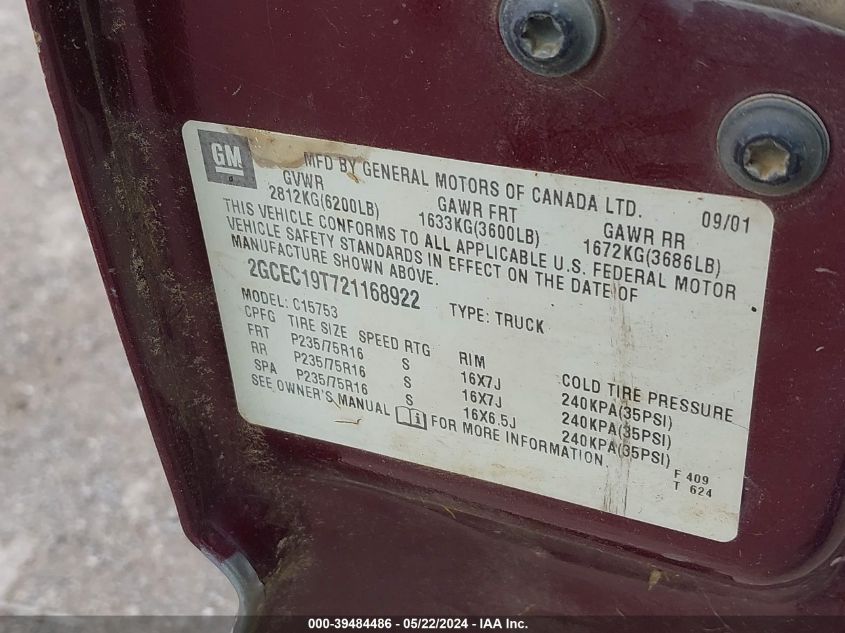 GM
MFD BY GENERAL MOTORS OF CANADA LTD. 09/01
GVWR GAWR FRT GAWR RR
2812KG(6200LB) 1633KG(3600LB) 1672KG(3686LB)
THIS VEHICLE CONFORMS TO ALL APPLICABLE U.S. FEDERAL MOTOR
VEHICLE SAFETY STANDARDS IN EFFECT ON THE DATE OF
MANUFACTURE SHOWN ABOVE.
2GCEC19T721168922 TYPE: TRUCK
MODEL: C15753
CPFG TIRE SIZE SPEED RTG RIM COLD TIRE PRESSURE
FRT P235/75R16 S 16X7J 240KPA(35PSI)
RR P235/75R16 S 16X7J 240KPA(35PSI)
SPA P235/75R16 S 16X6.5J 240KPA(35PSI)
SEE OWNER'S MANUAL FOR MORE INFORMATION.
F 409
T 624
000-39484486 - 05/22/2024 - IAA Inc.